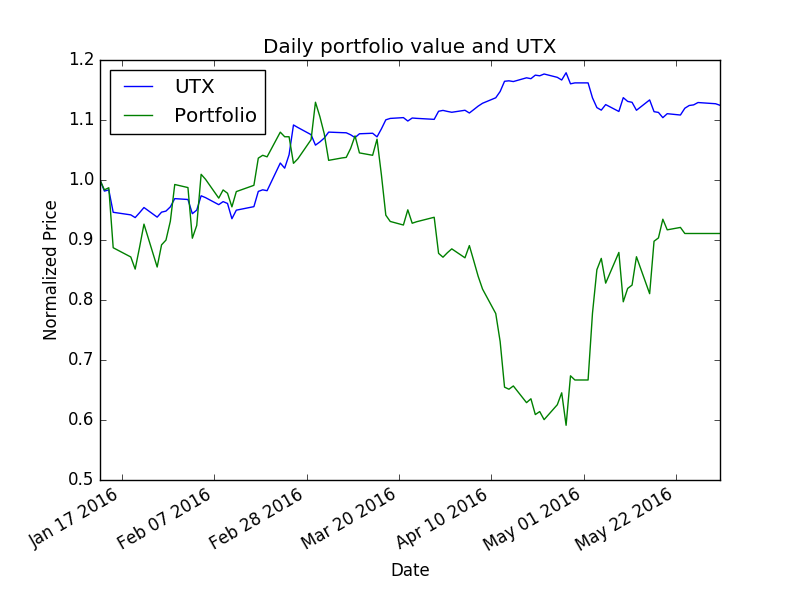 Daily portfolio value and UTX
1.2
1.1
1.0
0.9
0.8
0.7
0.6
0.5
Normalized Price
UTX
Portfolio
Jan 17 2016
Feb 07 2016
Feb 28 2016
Mar 20 2016
Apr 10 2016
May 01 2016
May 22 2016
Date